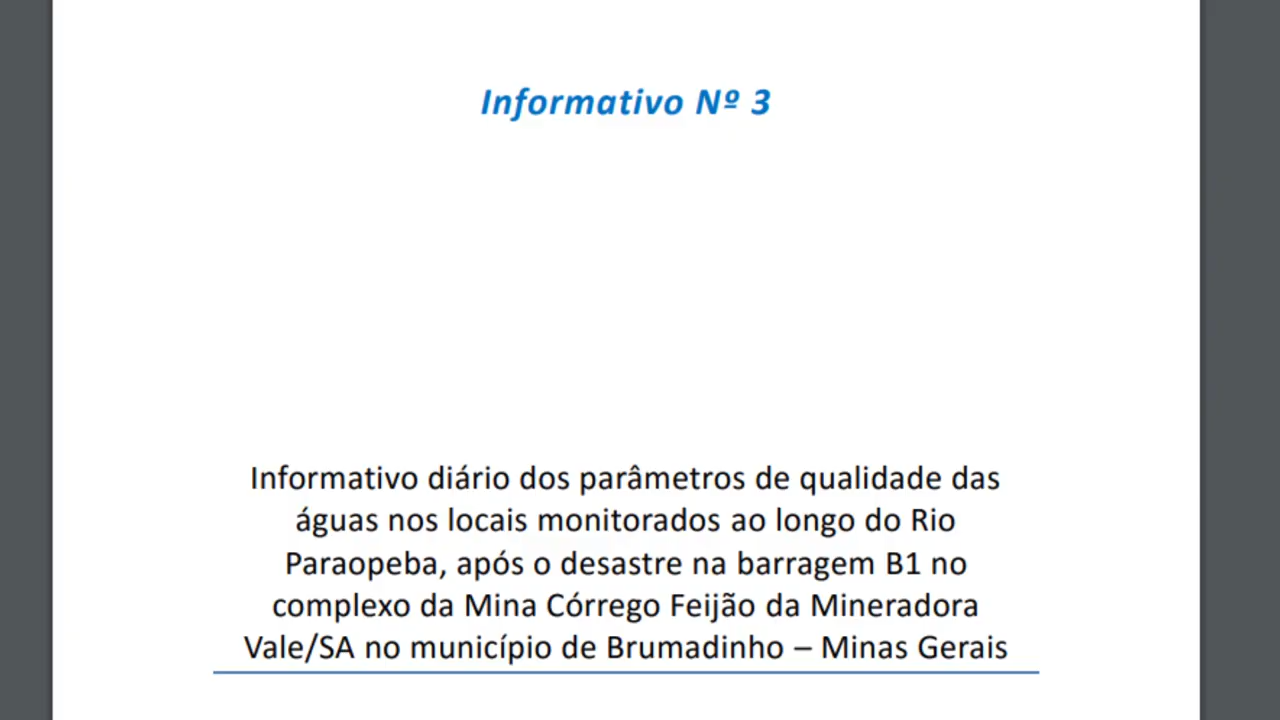 Informativo Nº 3
Informativo diário dos parâmetros de qualidade das
águas nos locais monitorados ao longo do Rio
Paraopeba, após o desastre na barragem B1 no
complexo da Mina Córrego Feijão da Mineradora
Vale/SA no município de Brumadinho – Minas Gerais